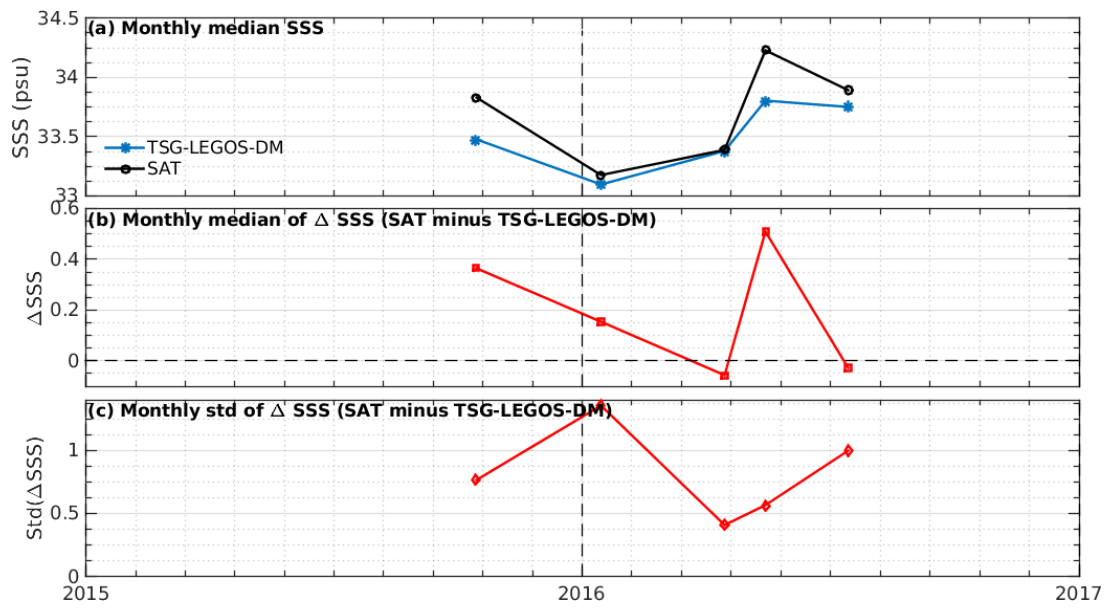 (a) Monthly median SSS
34.5
34
33.5
33
SSS (psu)
TSG-LEGOS-DM
SAT
(b) Monthly median of Δ SSS (SAT minus TSG-LEGOS-DM)
0.6
0.4
0.2
0
Δ SSS
(c) Monthly std of Δ SSS (SAT minus TSG-LEGOS-DM)
1
0.5
0
Std(ΔSSS)
2015
2016
2017